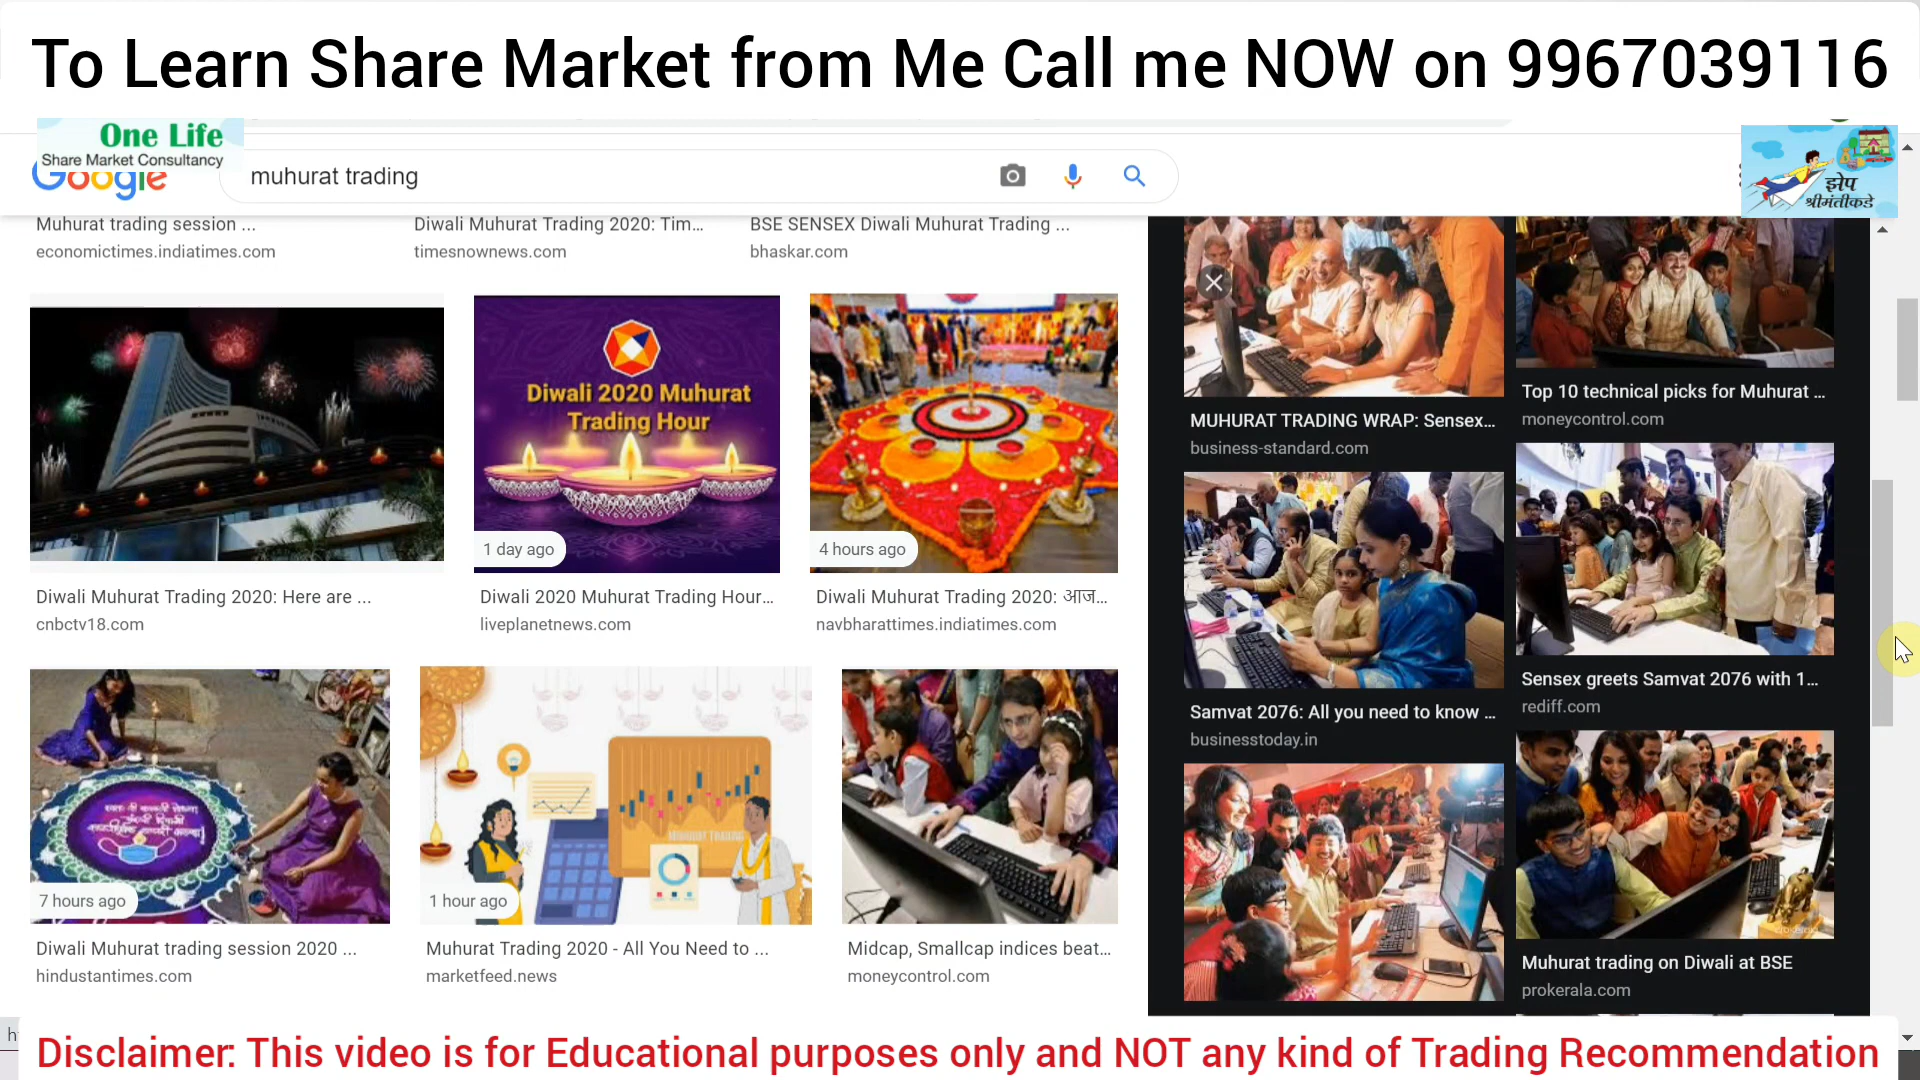 To Learn Share Market from Me Call me NOW on 9967039116
One Life
Share Market Consultancy
Google
muhurat trading
झेप
श्रीमंतीकडे
Muhurat trading session ...
economictimes.indiatimes.com
Diwali Muhurat Trading 2020: Tim...
timesnownews.com
BSE SENSEX Diwali Muhurat Trading ...
bhaskar.com
Diwali 2020 Muhurat
Trading Hour
1 day ago
4 hours ago
Diwali Muhurat Trading 2020: Here are ...
cnbctv18.com
Diwali 2020 Muhurat Trading Hour...
liveplanetnews.com
Diwali Muhurat Trading 2020: आज...
navbharattimes.indiatimes.com
MUHURAT TRADING
7 hours ago
1 hour ago
Diwali Muhurat trading session 2020 ...
hindustantimes.com
Muhurat Trading 2020 - All You Need to ...
marketfeed.news
Midcap, Smallcap indices beat...
moneycontrol.com
MUHURAT TRADING WRAP: Sensex...
business-standard.com
Top 10 technical picks for Muhurat ...
moneycontrol.com
Samvat 2076: All you need to know ...
businesstoday.in
Sensex greets Samvat 2076 with 1...
rediff.com
Muhurat trading on Diwali at BSE
prokerala.com
Disclaimer: This video is for Educational purposes only and NOT any kind of Trading Recommendation